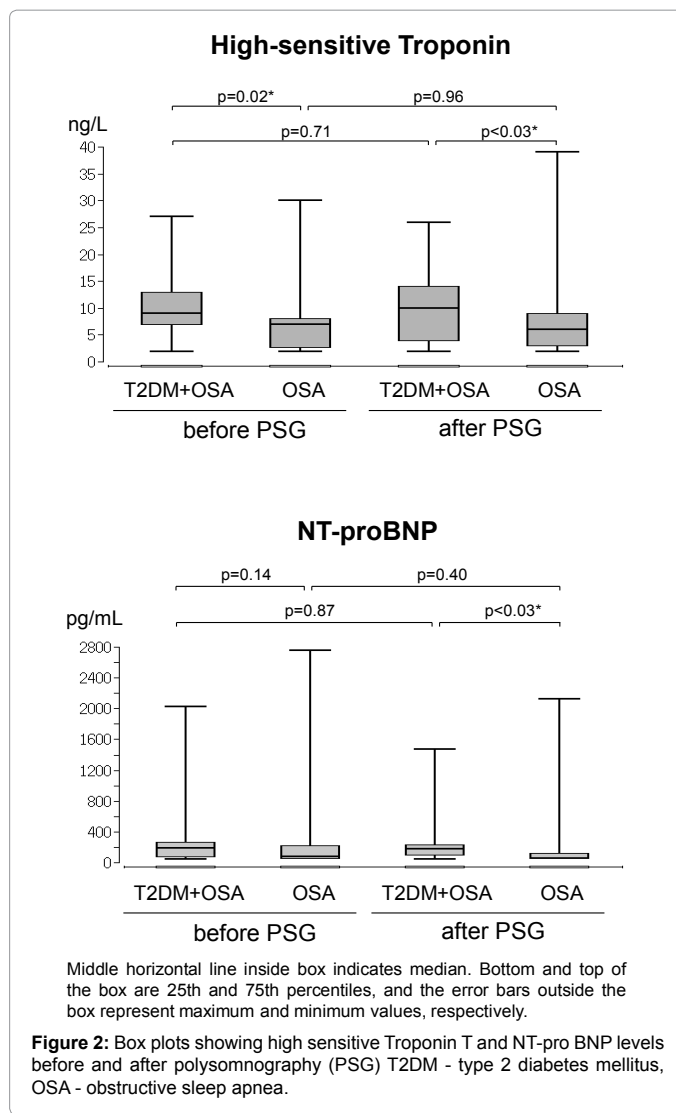 High-sensitive Troponin
p=0.02* p=0.96
ng/L
p=0.71 p<0.03*
40
35
30
25
20
15
10
5
0
T2DM+OSA OSA T2DM+OSA OSA
before PSG after PSG
NT-proBNP
p=0.14 p=0.40
pg/mL
p=0.87 p<0.03*
2800
2400
2000
1600
1200
800
400
0
T2DM+OSA OSA T2DM+OSA OSA
before PSG after PSG
Middle horizontal line inside box indicates median. Bottom and top of
the box are 25th and 75th percentiles, and the error bars outside the
box represent maximum and minimum values, respectively.
Figure 2: Box plots showing high sensitive Troponin T and NT-pro BNP levels
before and after polysomnography (PSG) T2DM - type 2 diabetes mellitus,
OSA - obstructive sleep apnea.